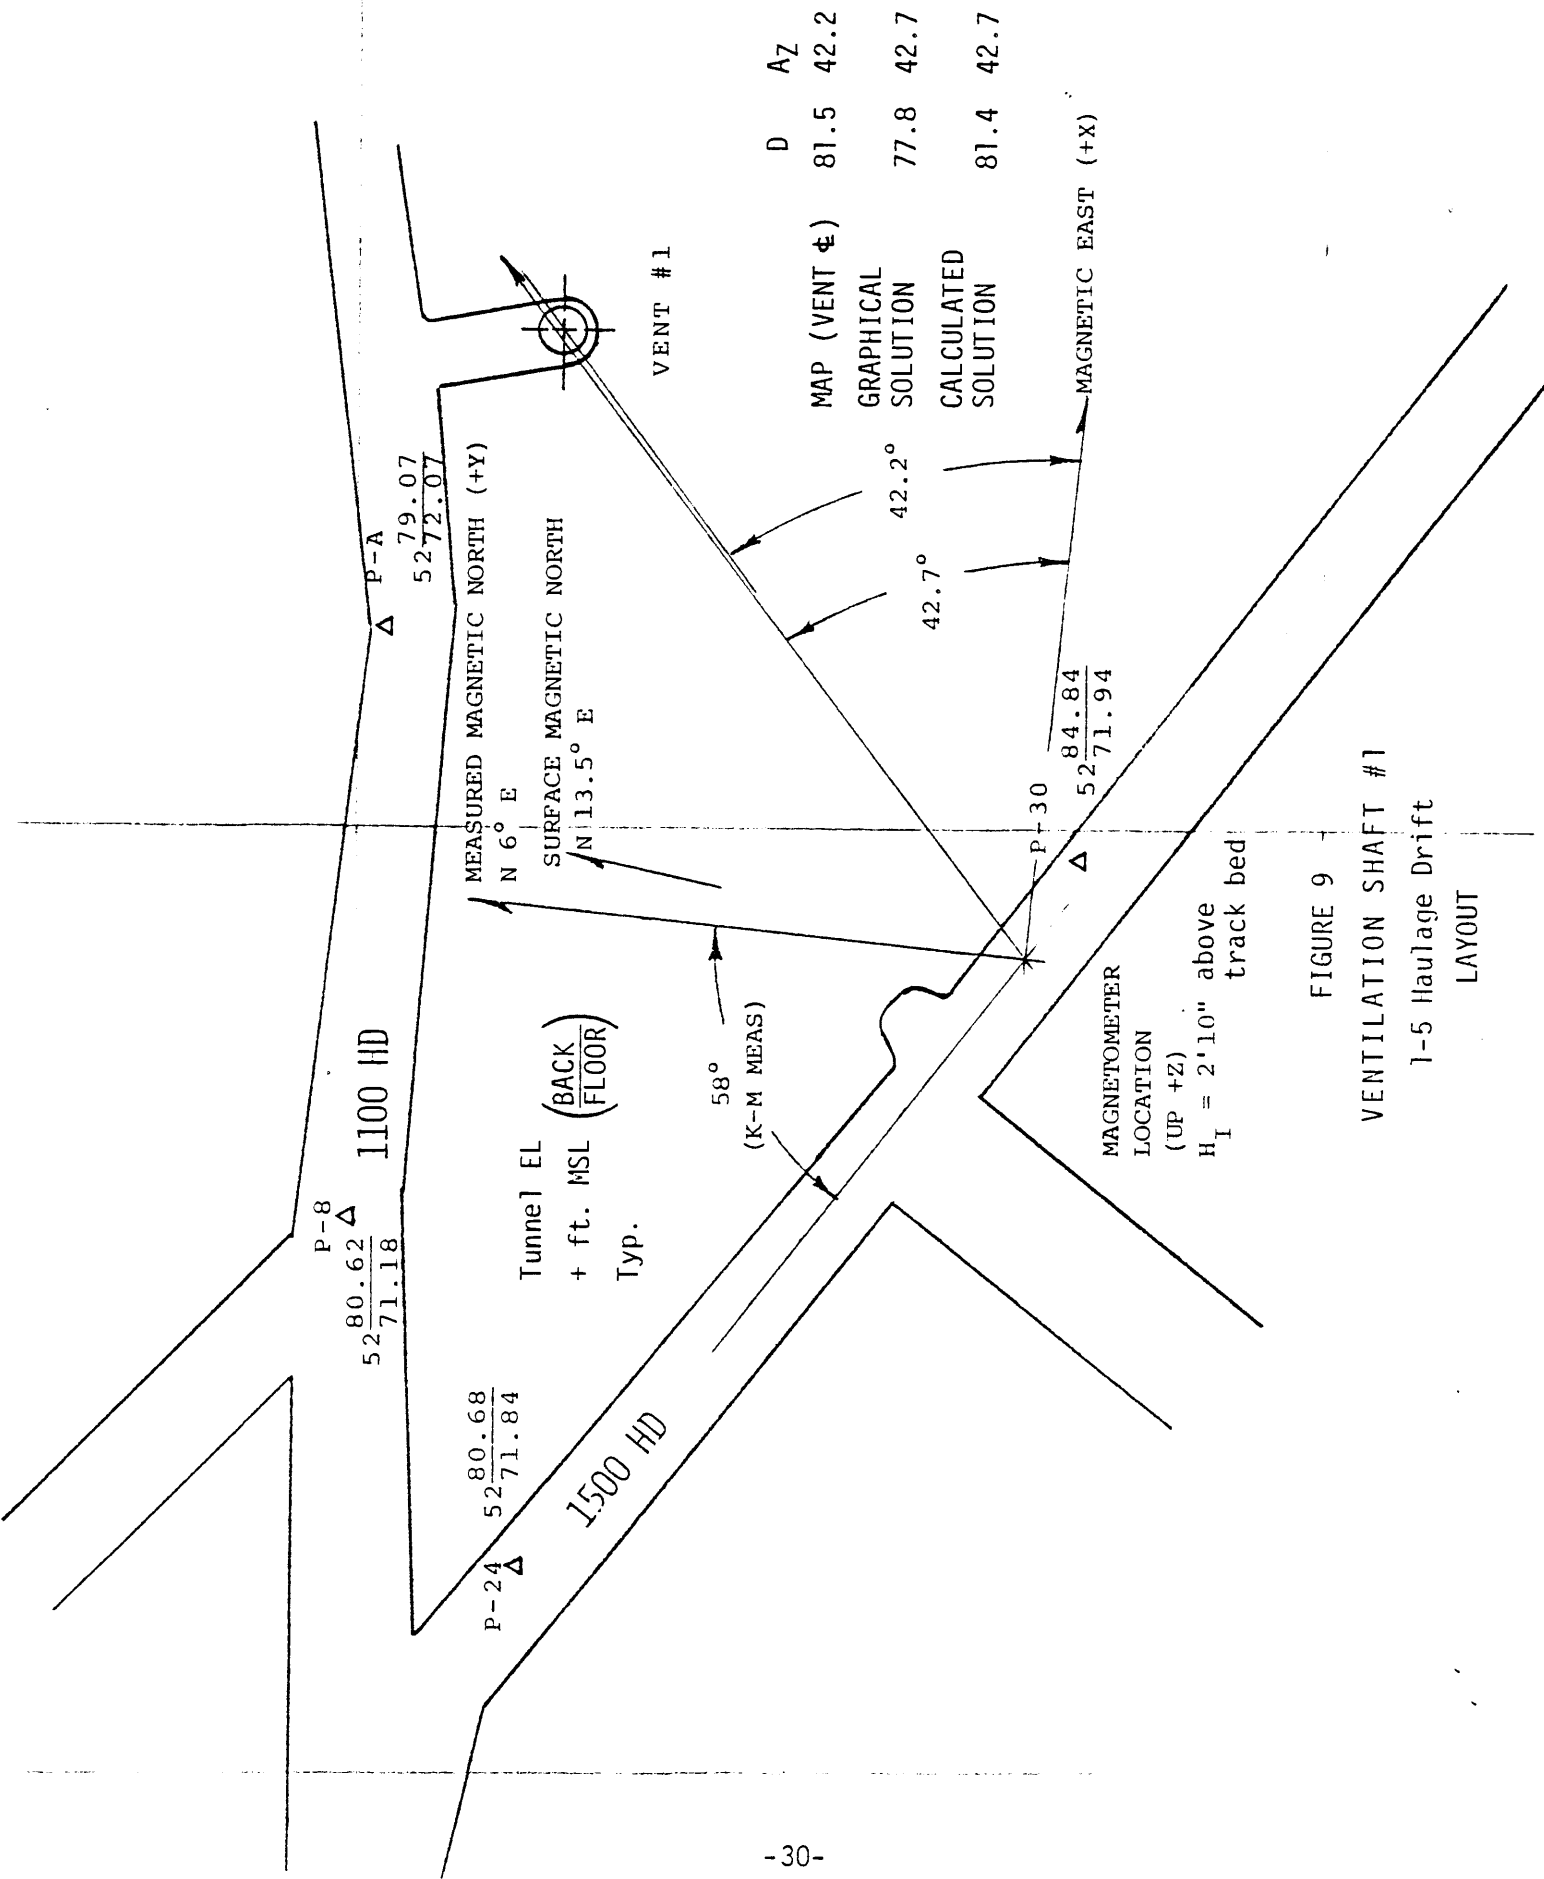 P-8
52 80.62
71.18
1100 HD
P-A
52 79.07
72.07
P-24
52 80.68
71.84
1500 HD
Tunnel EL
+ ft. MSL (BACK
FLOOR)
Typ.
MEASURED MAGNETIC NORTH (+Y)
N 6° E
SURFACE MAGNETIC NORTH
N 13.5° E
58°
(K-M MEAS)
VENT #1
D AZ
MAP (VENT ℄) 81.5 42.2
GRAPHICAL
SOLUTION 77.8 42.7
CALCULATED
SOLUTION 81.4 42.7
42.2°
42.7°
MAGNETIC EAST (+X)
P-30
52 84.84
71.94
MAGNETOMETER
LOCATION
(UP +Z)
HI = 2'10" above
track bed
FIGURE 9
VENTILATION SHAFT #1
1-5 Haulage Drift
LAYOUT
-30-